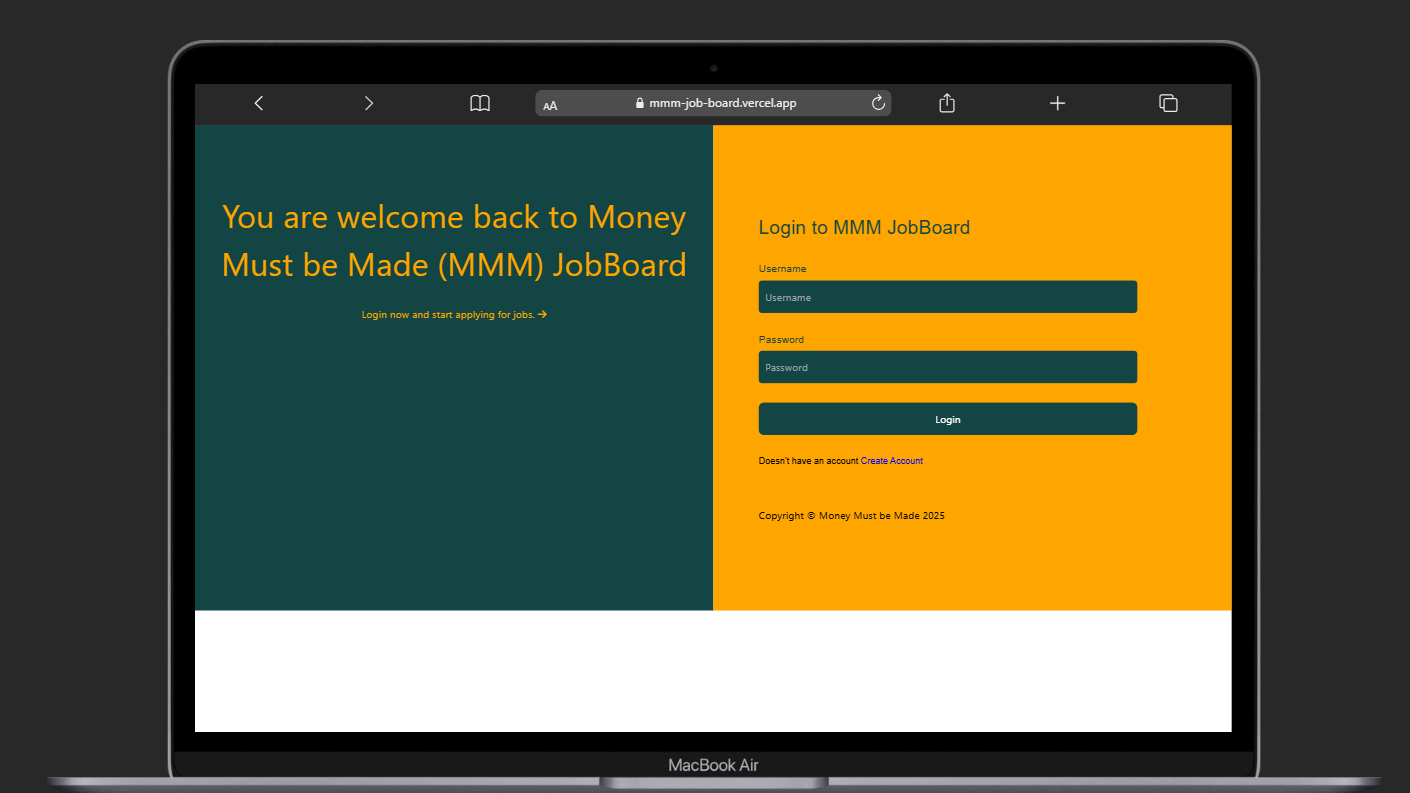 AA
mmm-job-board.vercel.app
You are welcome back to Money
Must be Made (MMM) JobBoard
Login now and start applying for jobs. →
Login to MMM JobBoard
Username
Username
Password
Password
Login
Doesn't have an account Create Account
Copyright © Money Must be Made 2025
MacBook Air